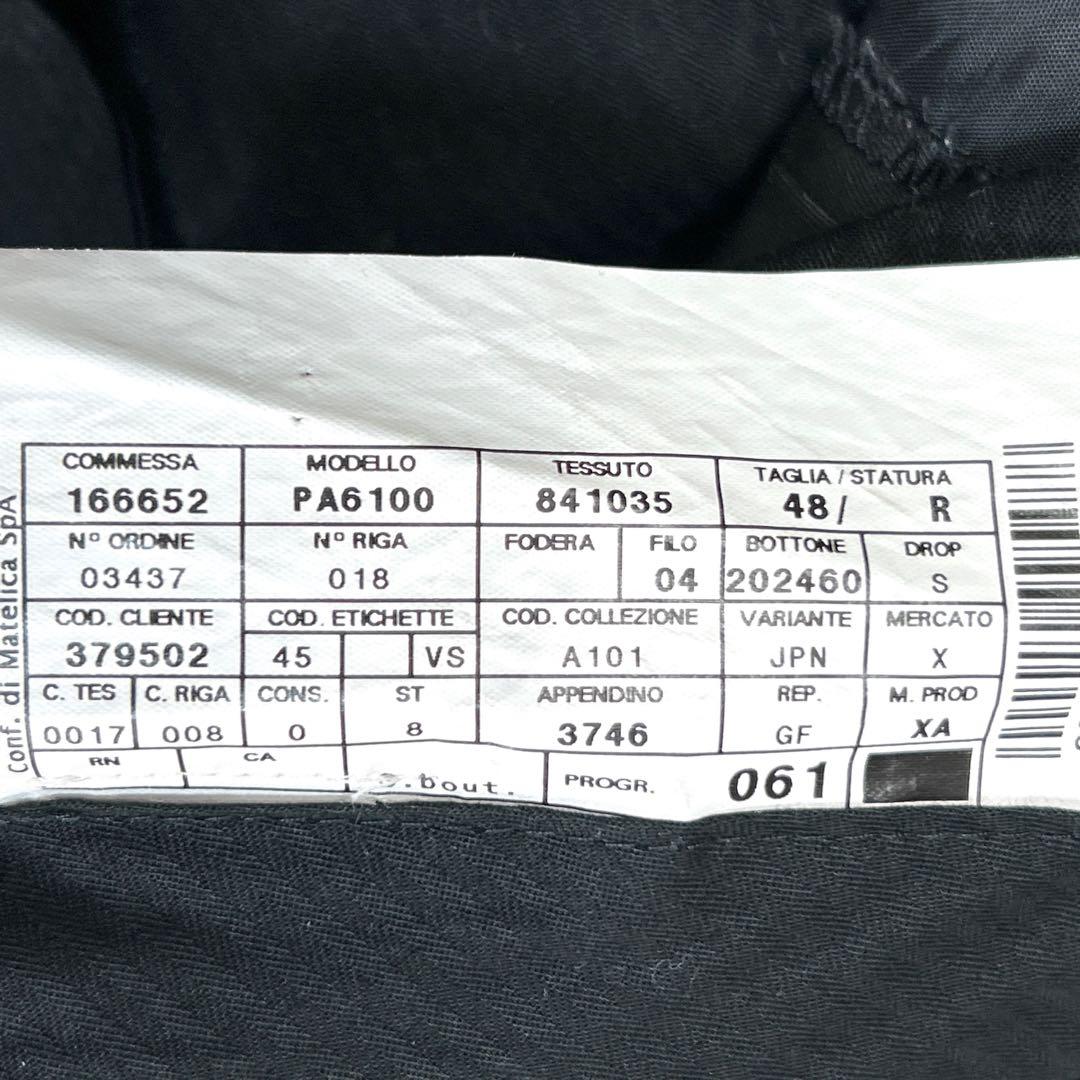 COMMESSA MODELLO TESSUTO TAGLIA / STATURA
166652 PA6100 841035 48/ R
Nº ORDINE Nº RIGA FODERA FILO BOTTONE DROP
03437 018 04 202460 S
COD. CLIENTE COD. ETICHETTE COD. COLLEZIONE VARIANTE MERCATO
379502 45 VS A101 JPN X
C. TES C. RIGA CONS. ST APPENDINO REP. M. PROD
0017 008 0 8 3746 GF XA
RN CA .bout. PROGR. 061
Conf. di Matelica SpA